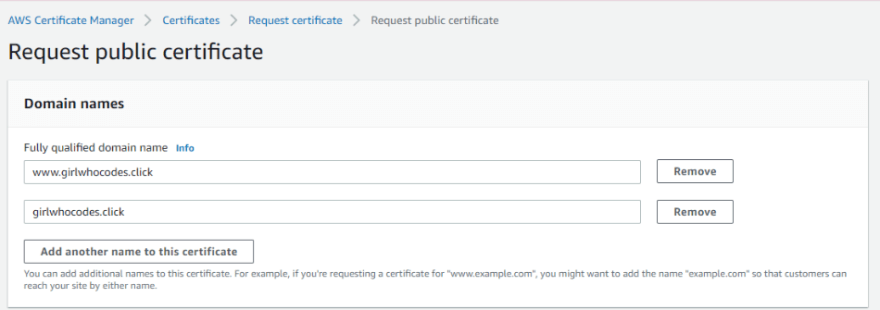 AWS Certificate Manager > Certificates > Request certificate > Request public certificate
Request public certificate
Domain names
Fully qualified domain name Info
www.girlwhocodes.click Remove
girlwhocodes.click Remove
Add another name to this certificate
You can add additional names to this certificate. For example, if you're requesting a certificate for "www.example.com", you might want to add the name "example.com" so that customers can
reach your site by either name.